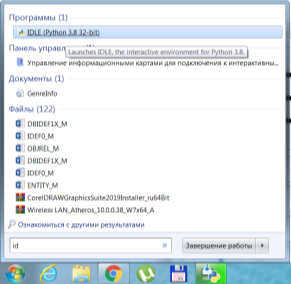 Программы (1)
IDLE (Python 3.8 32-bit)
Панель управл
Launches IDLE, the interactive environment for Python 3.8.
Управление информационными картами для подключения к интерактивны...
Документы (1)
GenreInfo
Файлы (122)
DBIDEF1X_M
IDEF0_M
OBJREL_M
DBIDEF1X_M
IDEF0_M
ENTITY_M
CorelDRAWGraphicsSuite2019Installer_ru64Bit
Wireless LAN_Atheros_10.0.0.38_W7x64_A
Ознакомиться с другими результатами
id
Завершение работы